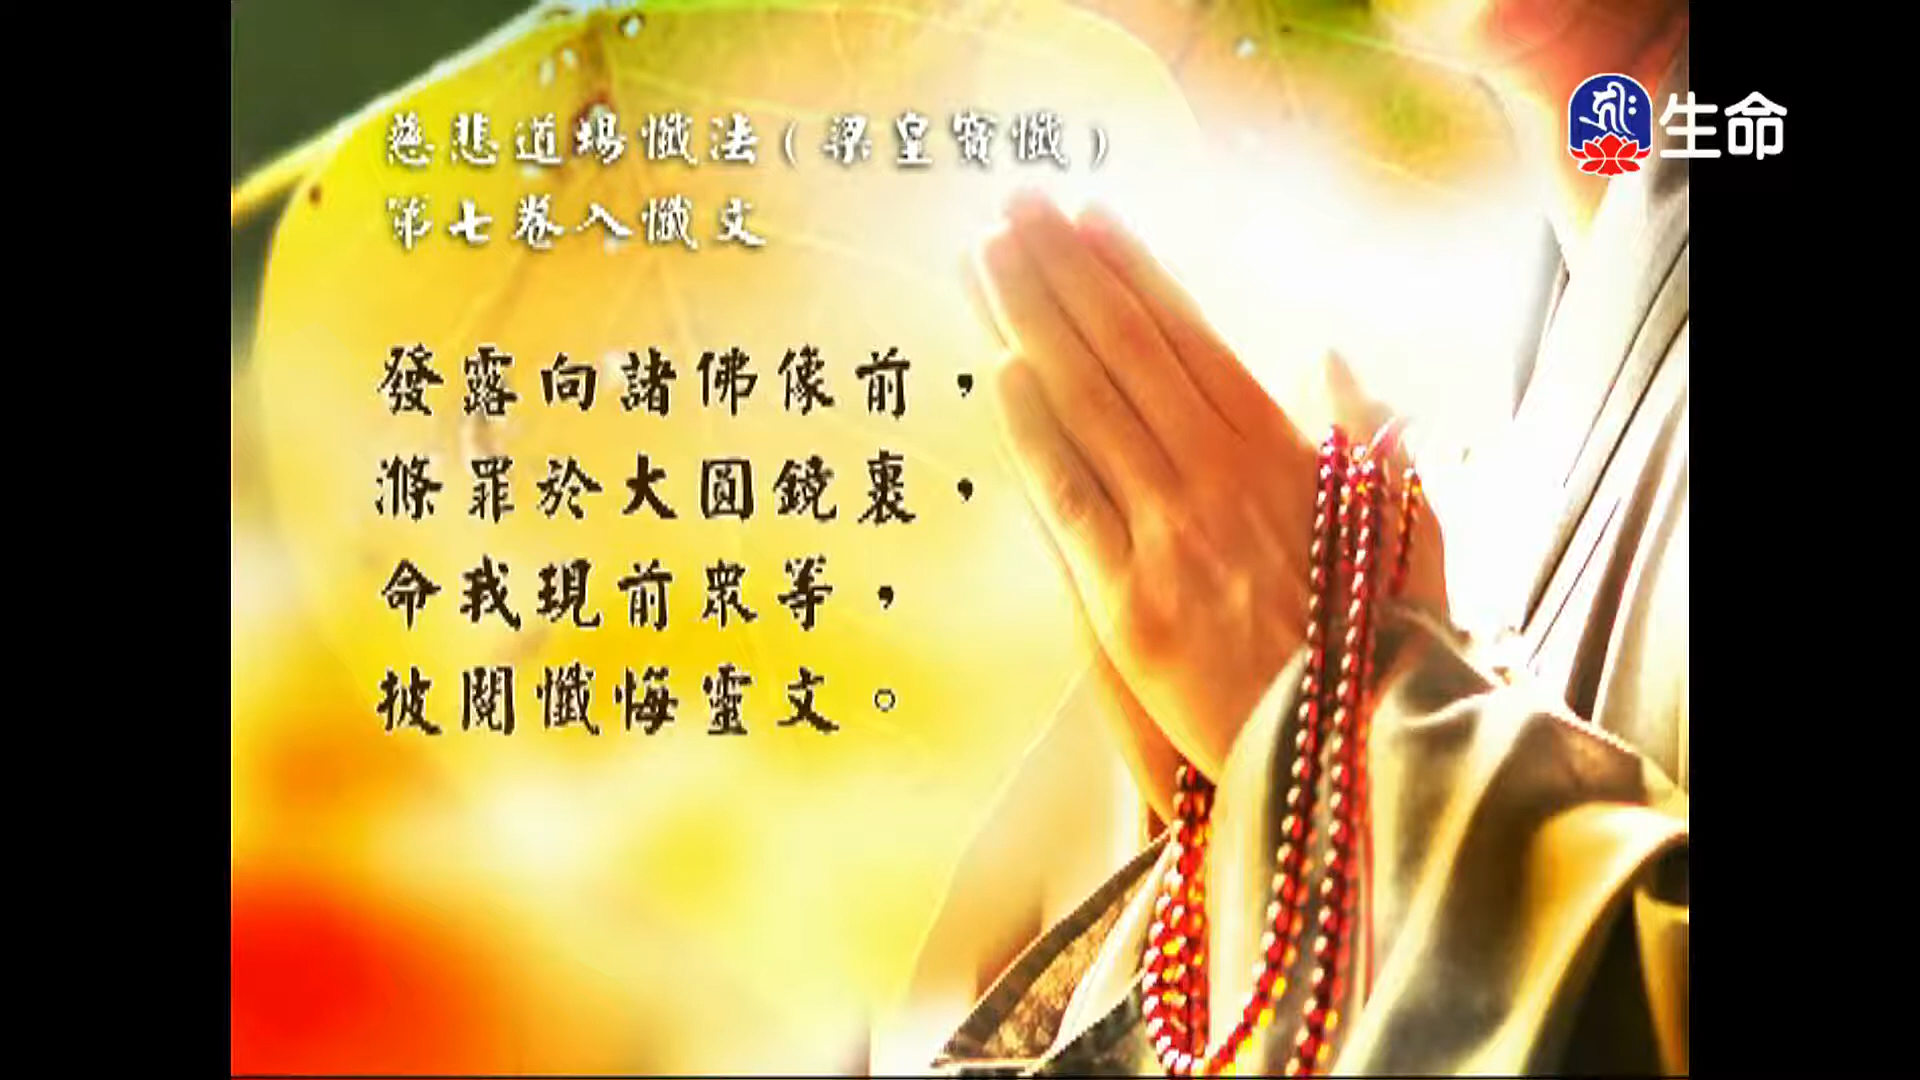 慈悲道場懺法(梁皇寶懺)
第七卷入懺文
生命
發露向諸佛像前，
滌罪於大圓鏡裏，
命我現前眾等，
披閱懺悔靈文。